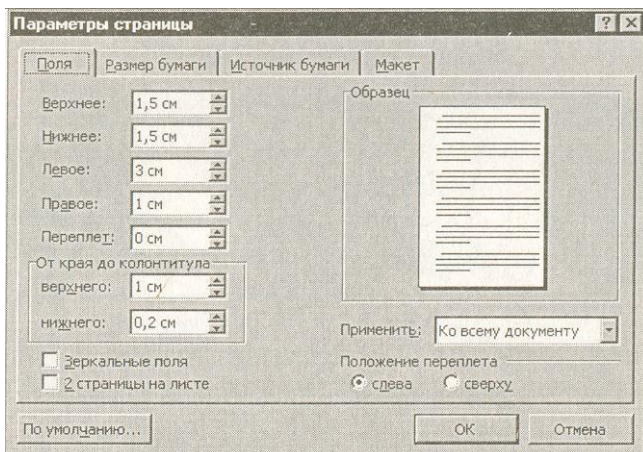 Параметры страницы
Поля Размер бумаги Источник бумаги Макет
Верхнее: 1,5 см
Нижнее: 1,5 см
Левое: 3 см
Правое: 1 см
Переплет: 0 см
От края до колонтитула
верхнего: 1 см
нижнего: 0,2 см
Зеркальные поля
2 страницы на листе
Образец
Применить: Ко всему документу
Положение переплета
слева сверху
По умолчанию... ОК Отмена